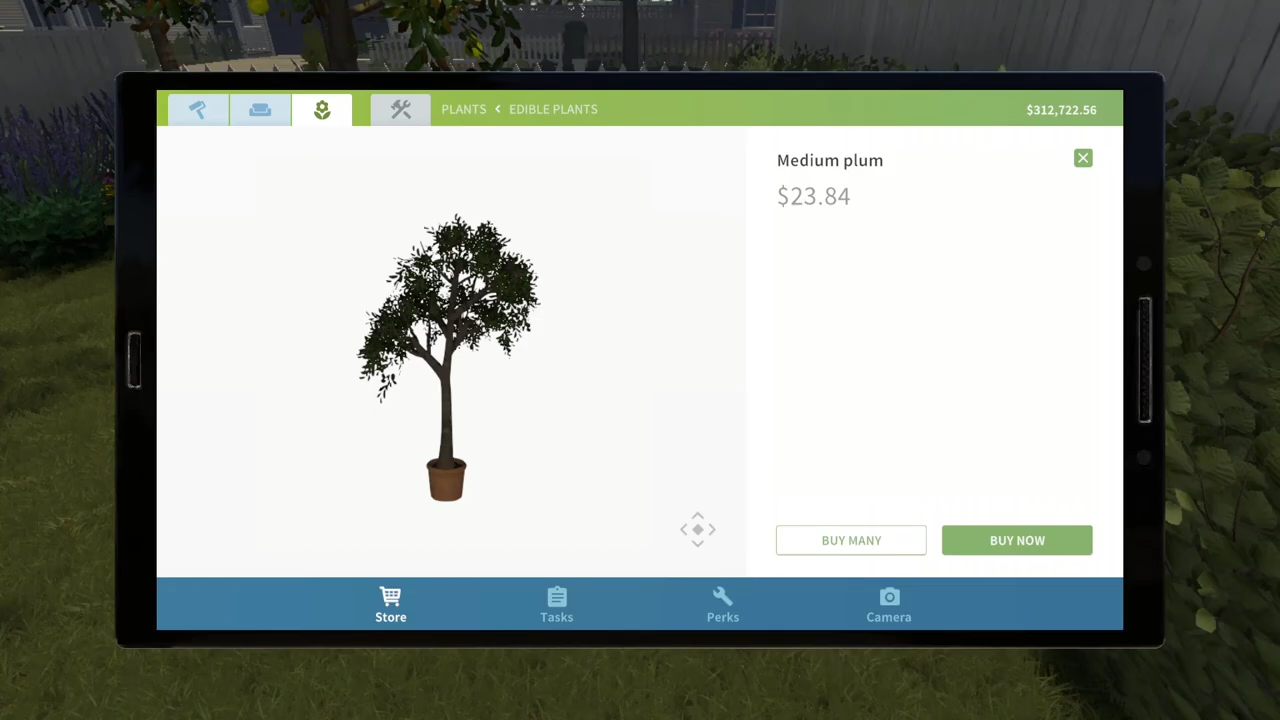 PLANTS < EDIBLE PLANTS
$312,722.56
Medium plum
$23.84
BUY MANY
BUY NOW
Store
Tasks
Perks
Camera